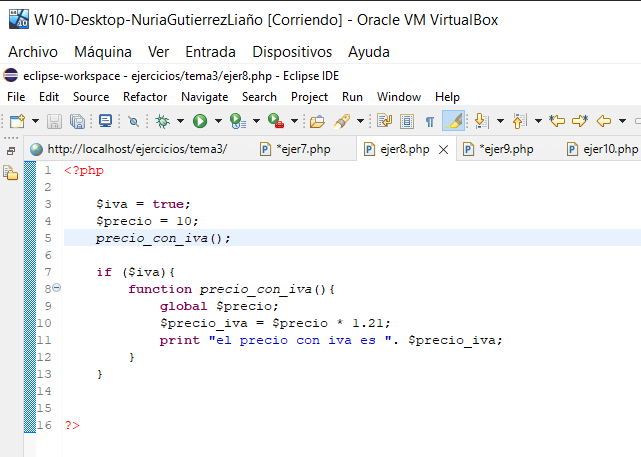 W10-Desktop-NuriaGutierrezLiaño [Corriendo] - Oracle VM VirtualBox
Archivo Máquina Ver Entrada Dispositivos Ayuda
eclipse-workspace - ejercicios/tema3/ejer8.php - Eclipse IDE
File Edit Source Refactor Navigate Search Project Run Window Help
http://localhost/ejercicios/tema3/ *ejer7.php ejer8.php *ejer9.php ejer10.php
1 <?php
2
3 $iva = true;
4 $precio = 10;
5 precio_con_iva();
6
7 if ($iva){
8 function precio_con_iva(){
9 global $precio;
10 $precio_iva = $precio * 1.21;
11 print "el precio con iva es ". $precio_iva;
12 }
13 }
14
15
16 ?>